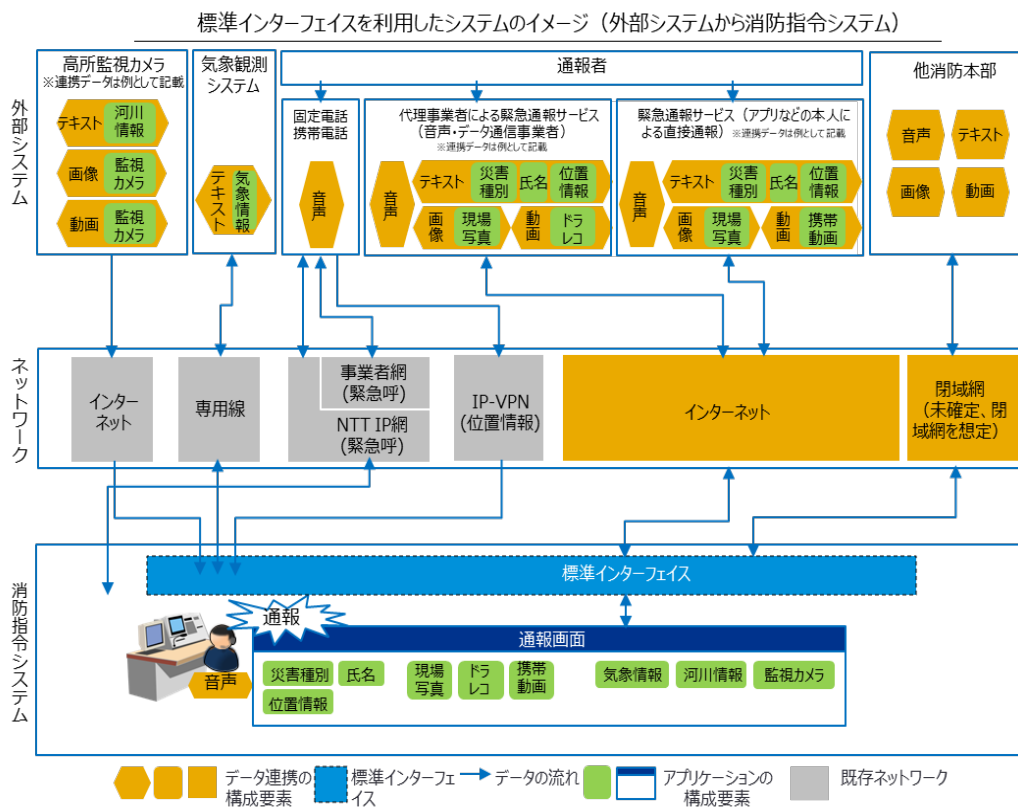 標準インターフェイスを利用したシステムのイメージ（外部システムから消防指令システム）
外部システム
高所監視カメラ
※連携データは例として記載
テキスト
河川
情報
画像
監視
カメラ
動画
監視
カメラ
気象観測
システム
テキスト
気象情報
通報者
固定電話
携帯電話
音声
代理事業者による緊急通報サービス
（音声・データ通信事業者）
※連携データは例として記載
音声
テキスト
災害
種別
氏名
位置
情報
画像
現場
写真
動画
ドラ
レコ
緊急通報サービス（アプリなどの本人に
よる直接通報）※連携データは例として記載
音声
テキスト
災害
種別
氏名
位置
情報
画像
現場
写真
動画
携帯
動画
他消防本部
音声
テキスト
画像
動画
ネットワーク
インター
ネット
専用線
事業者網
(緊急呼)
NTT IP網
(緊急呼)
IP-VPN
(位置情報)
インターネット
閉域網
(未確定、閉
域網を想定)
消防指令システム
標準インターフェイス
通報
音声
通報画面
災害種別
氏名
位置情報
現場
写真
ドラ
レコ
携帯
動画
気象情報
河川情報
監視カメラ
データ連携の
構成要素
標準インターフェ
イス
データの流れ
アプリケーションの
構成要素
既存ネットワーク